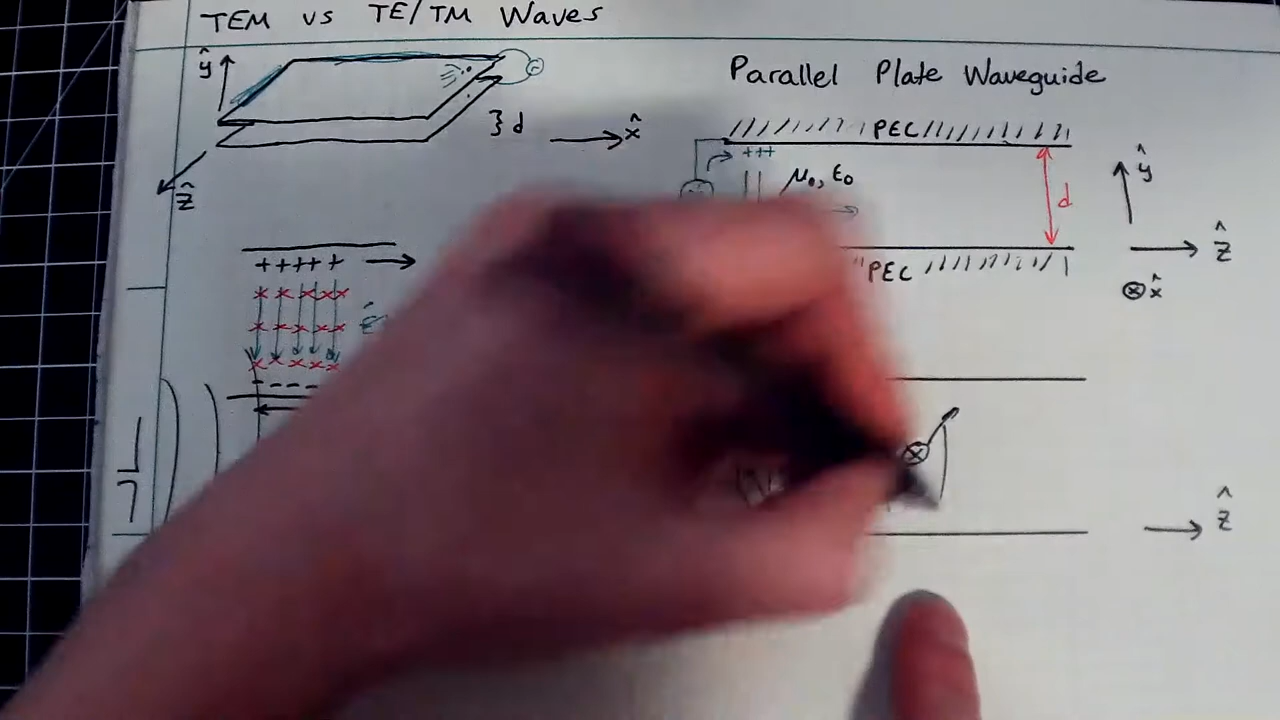 TEM vs TE/TM Waves
ŷ
} d
x̂
ẑ
Parallel Plate Waveguide
PEC
+++
μ₀, ε₀
d
ŷ
ẑ
PEC
⊗ x̂
+++++
×××××
×××××
×××××
- - - -
⊗
ẑ